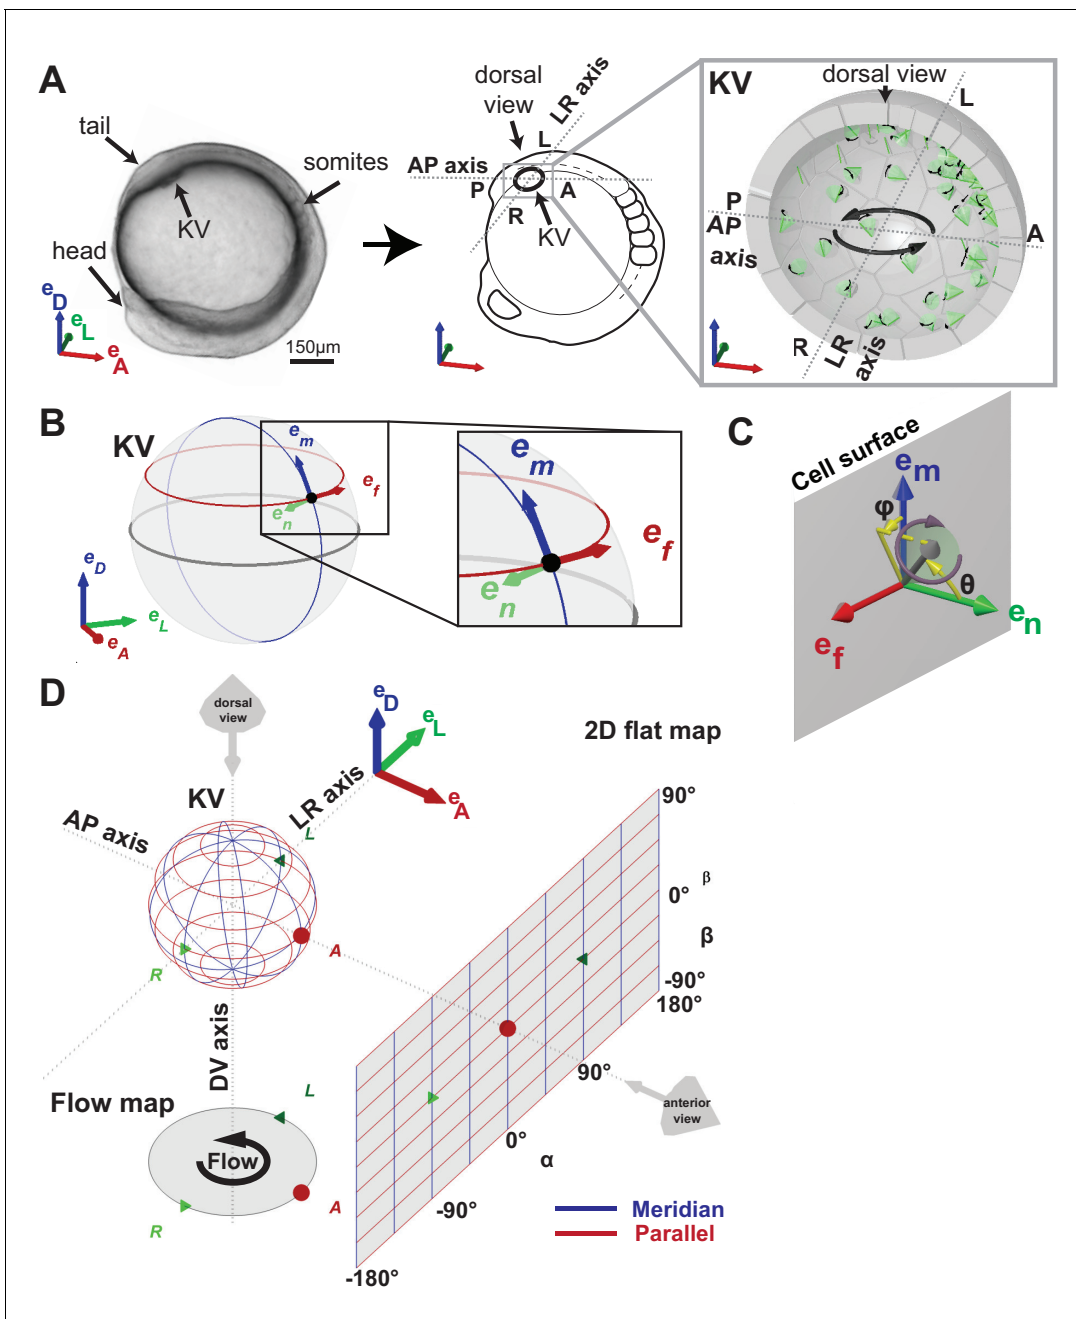 A
tail
somites
KV
head
e_D
e_L
e_A
150µm
dorsal
view
LR axis
L
AP axis
P
A
R
KV
KV
dorsal view
L
P
AP
axis
A
R
LR
axis
B
KV
e_m
e_f
e_n
e_D
e_L
e_A
e_m
e_f
e_n
C
Cell surface
e_m
φ
θ
e_n
e_f
D
dorsal
view
e_D
e_L
e_A
2D flat map
KV
LR axis
AP axis
L
R
A
DV axis
90°
0°
β
β
-90°
180°
90°
0°
α
-90°
-180°
anterior
view
Flow map
L
Flow
R
A
Meridian
Parallel